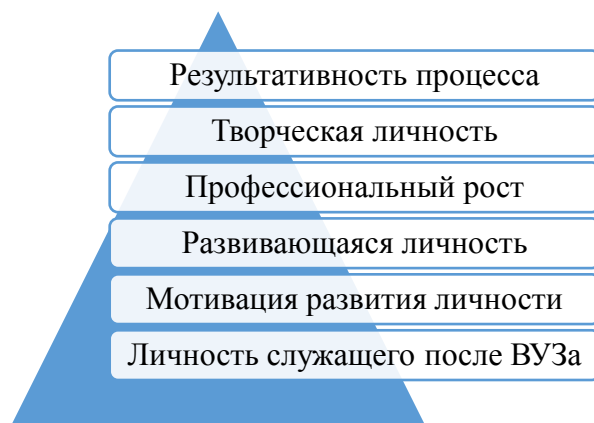 Результативность процесса
Творческая личность
Профессиональный рост
Развивающаяся личность
Мотивация развития личности
Личность служащего после ВУЗа